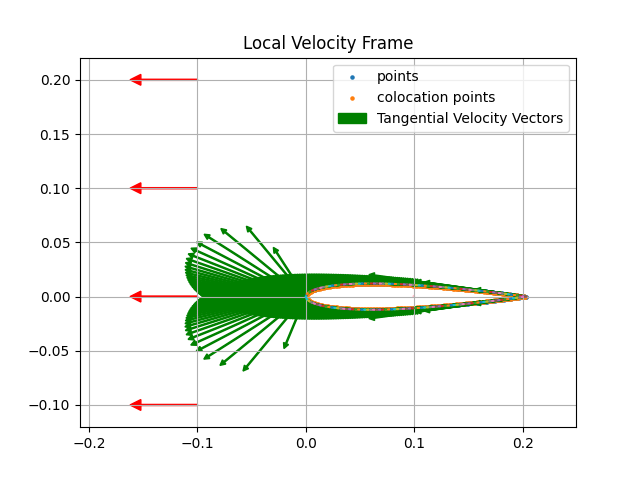 Local Velocity Frame
points
colocation points
Tangential Velocity Vectors
0.20
0.15
0.10
0.05
0.00
−0.05
−0.10
−0.2 −0.1 0.0 0.1 0.2